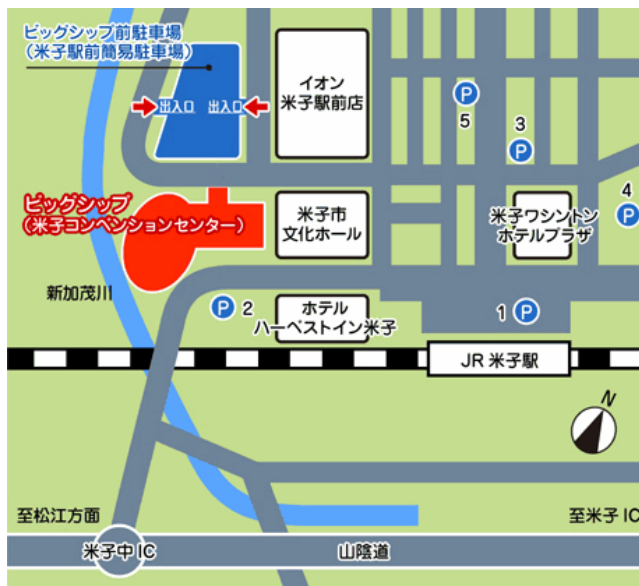 ビッグシップ前駐車場
(米子駅前簡易駐車場)
出入口 出入口
イオン
米子駅前店
P
5
3
P
4
P
ビッグシップ
(米子コンベンションセンター)
米子市
文化ホール
米子ワシントン
ホテルプラザ
新加茂川
P 2
ホテル
ハーベストイン米子
1 P
JR 米子駅
N
至松江方面
至米子 IC
米子中 IC
山陰道